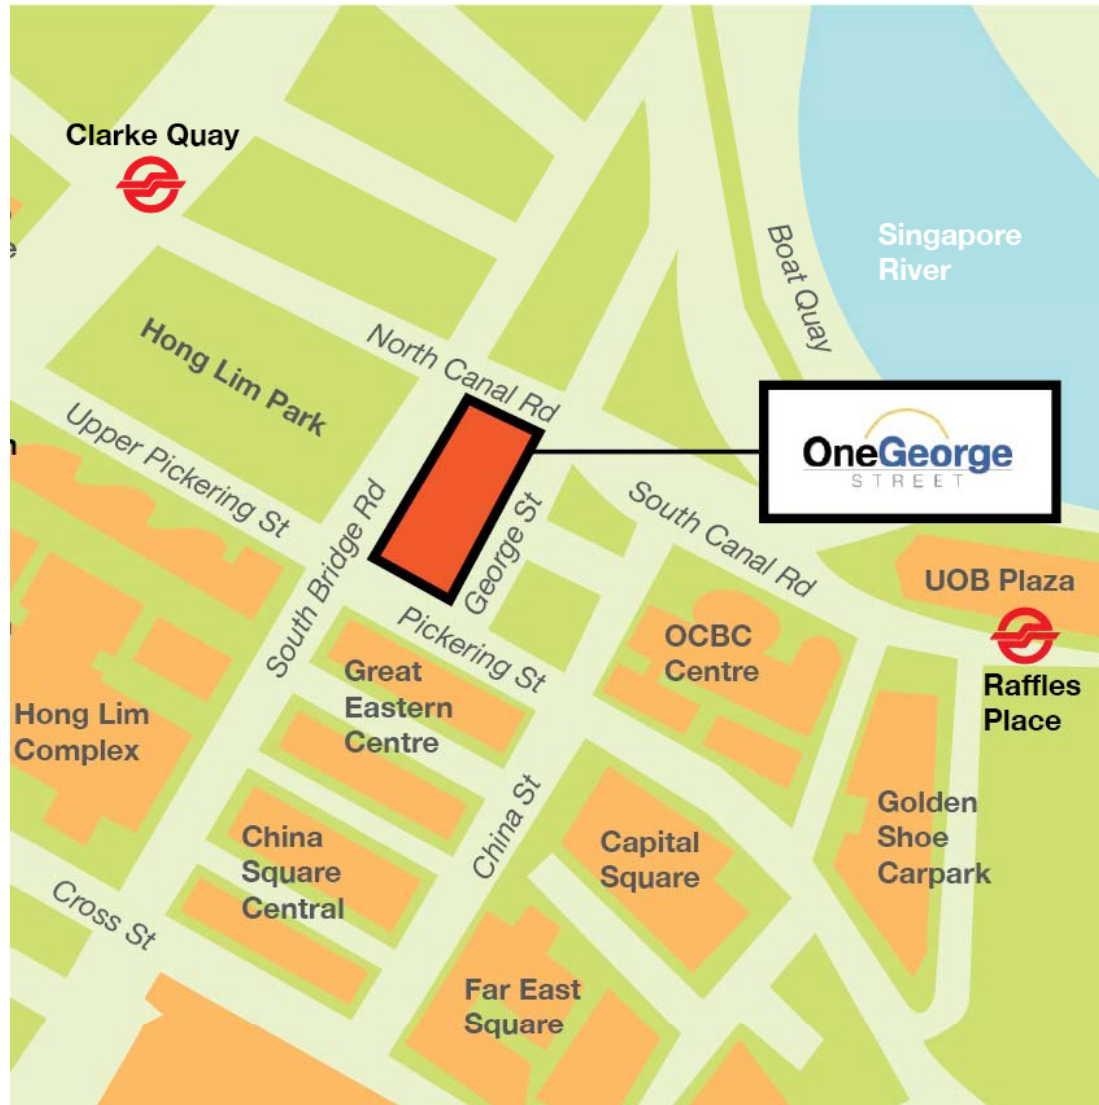 Clarke Quay
Singapore
River
Boat Quay
North Canal Rd
Hong Lim Park
Upper Pickering St
OneGeorge
STREET
South Canal Rd
South Bridge Rd
George St
UOB Plaza
Pickering St
OCBC
Centre
Great
Eastern
Centre
Raffles
Place
Hong Lim
Complex
China St
Golden
Shoe
Carpark
China
Square
Central
Capital
Square
Cross St
Far East
Square